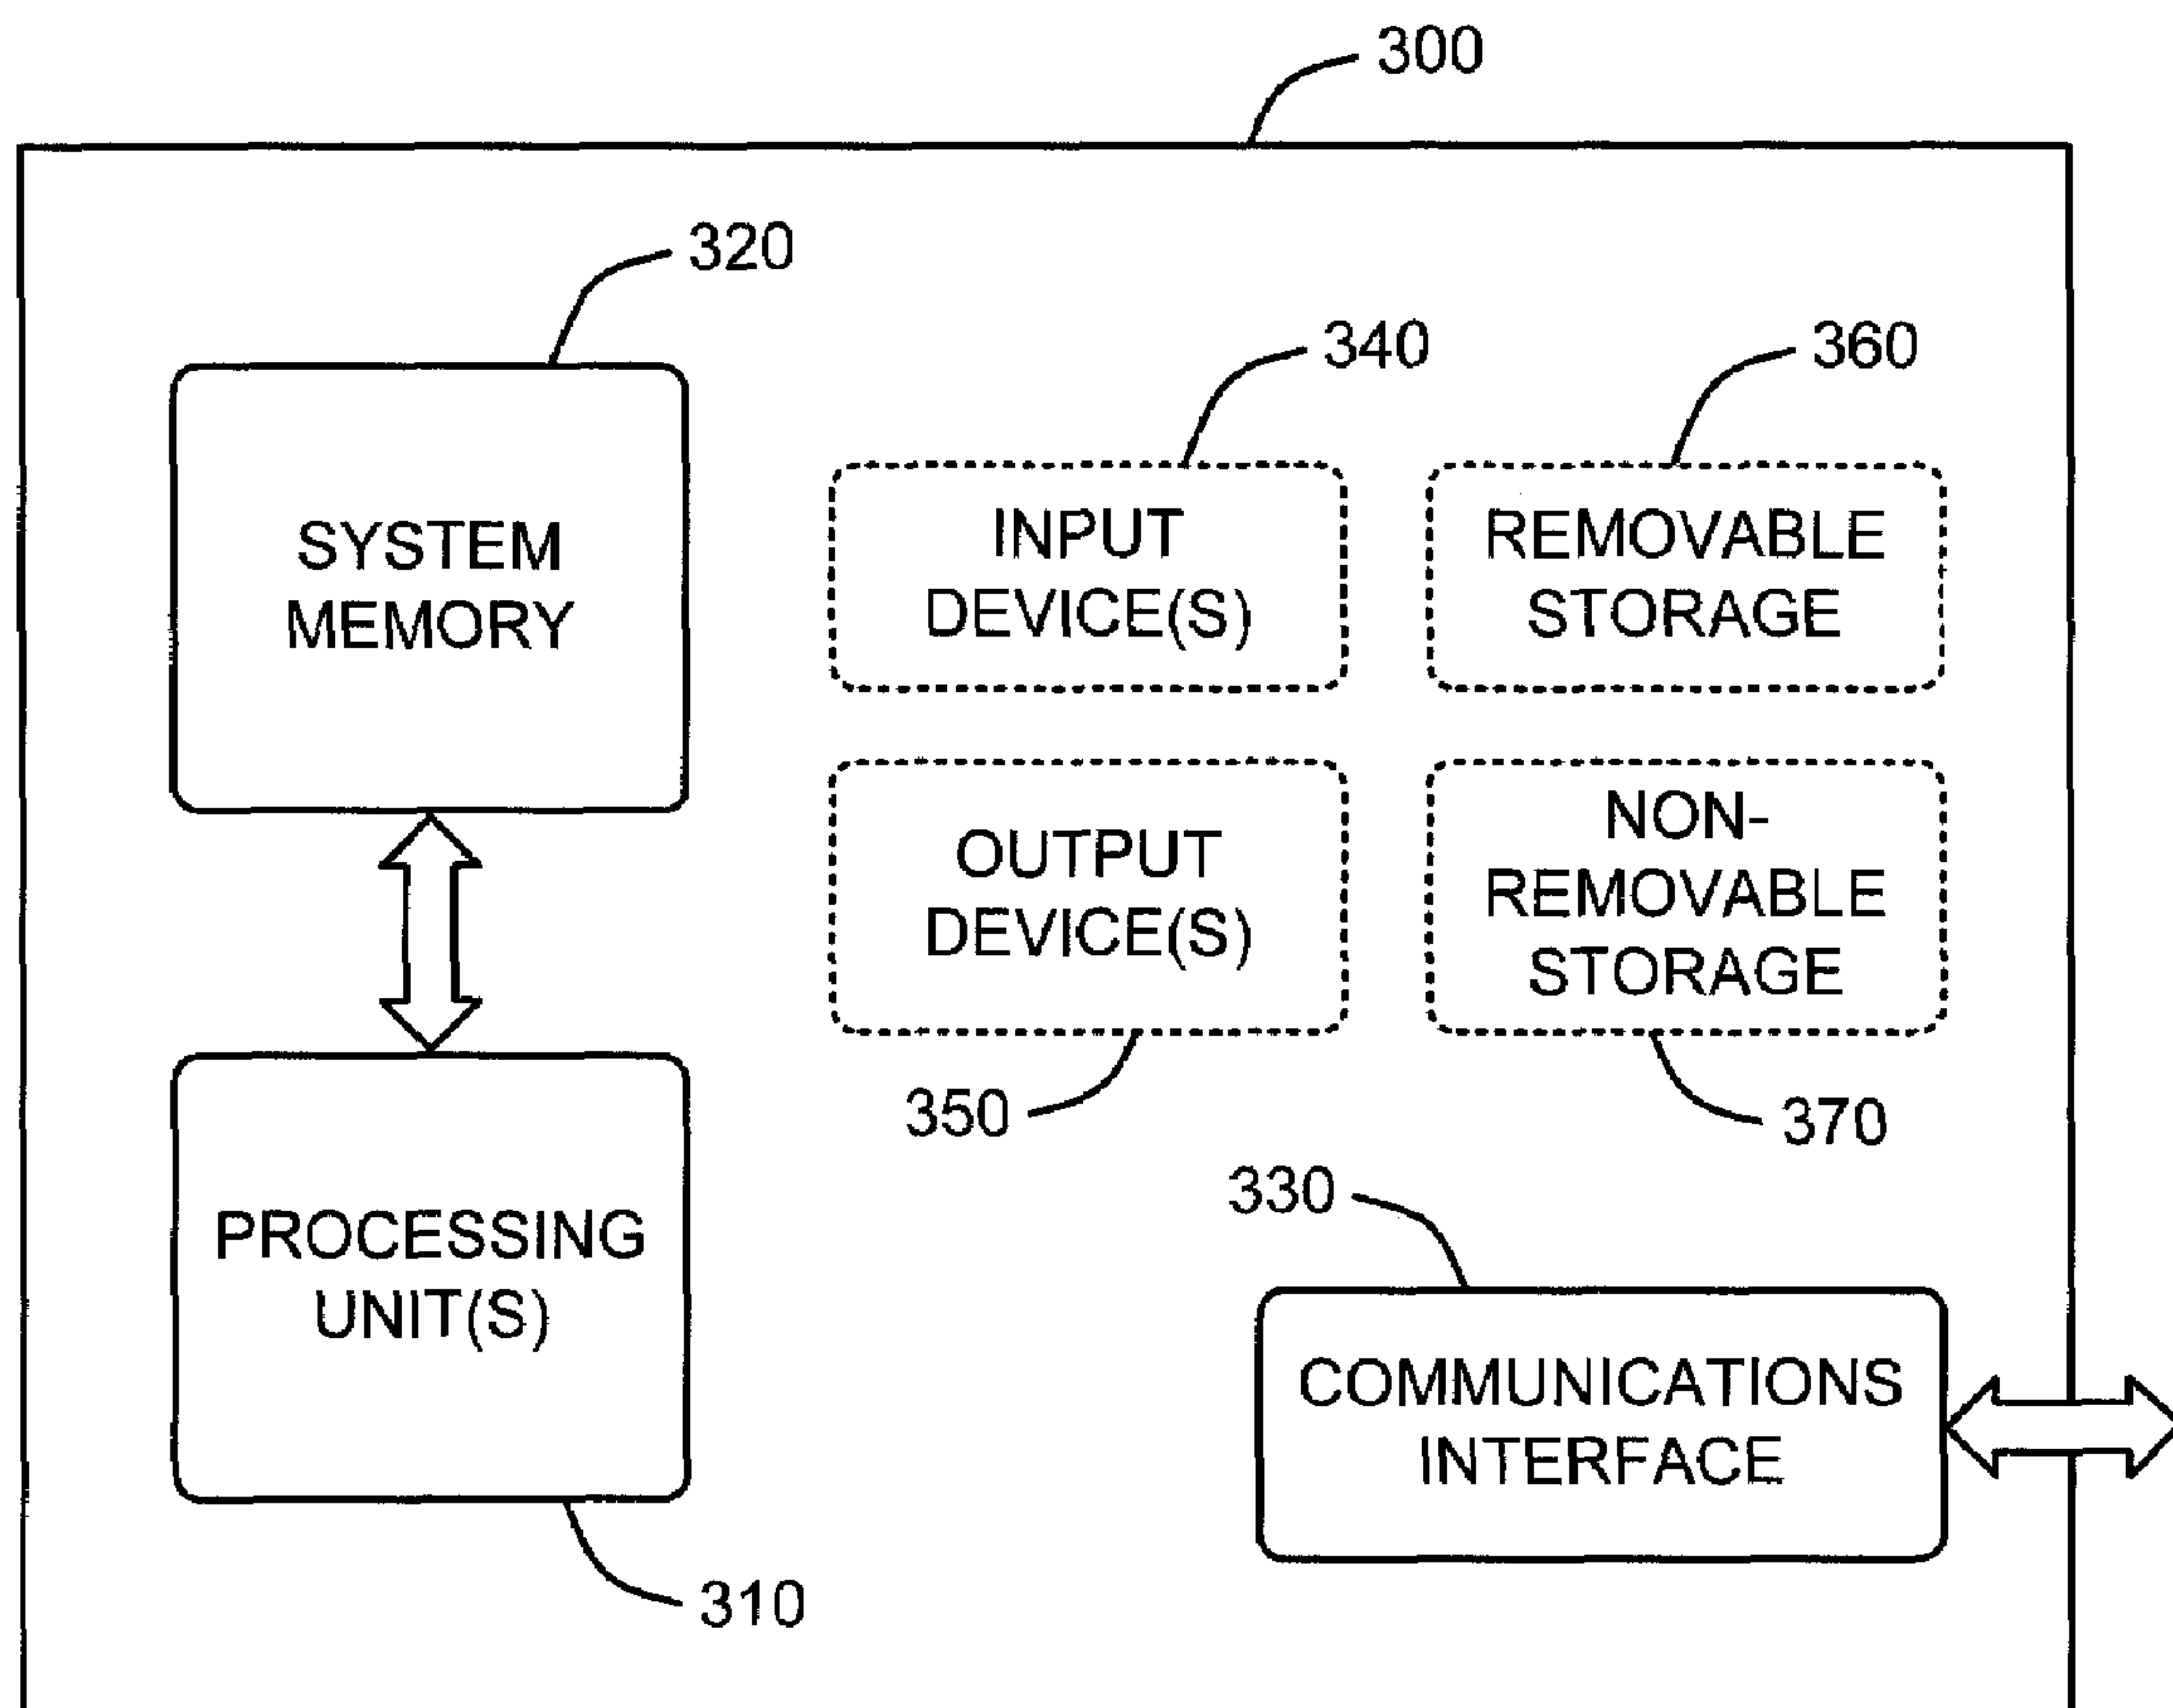 300
320
340
360
SYSTEM
MEMORY
INPUT
DEVICE(S)
REMOVABLE
STORAGE
OUTPUT
DEVICE(S)
NON-
REMOVABLE
STORAGE
350
370
330
PROCESSING
UNIT(S)
COMMUNICATIONS
INTERFACE
310